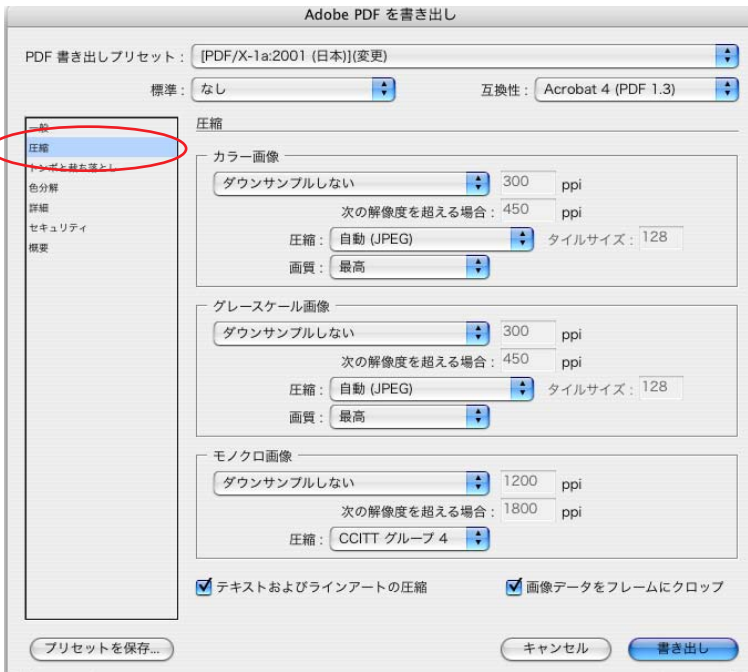 Adobe PDF を書き出し
PDF 書き出しプリセット : [PDF/X-1a:2001 (日本)](変更)
標準 : なし 互換性 : Acrobat 4 (PDF 1.3)
一般
圧縮
トンボと裁ち落とし
色分解
詳細
セキュリティ
概要
圧縮
カラー画像
ダウンサンプルしない 300 ppi
次の解像度を超える場合 : 450 ppi
圧縮 : 自動 (JPEG) タイルサイズ : 128
画質 : 最高
グレースケール画像
ダウンサンプルしない 300 ppi
次の解像度を超える場合 : 450 ppi
圧縮 : 自動 (JPEG) タイルサイズ : 128
画質 : 最高
モノクロ画像
ダウンサンプルしない 1200 ppi
次の解像度を超える場合 : 1800 ppi
圧縮 : CCITT グループ 4
テキストおよびラインアートの圧縮 画像データをフレームにクロップ
プリセットを保存... キャンセル 書き出し